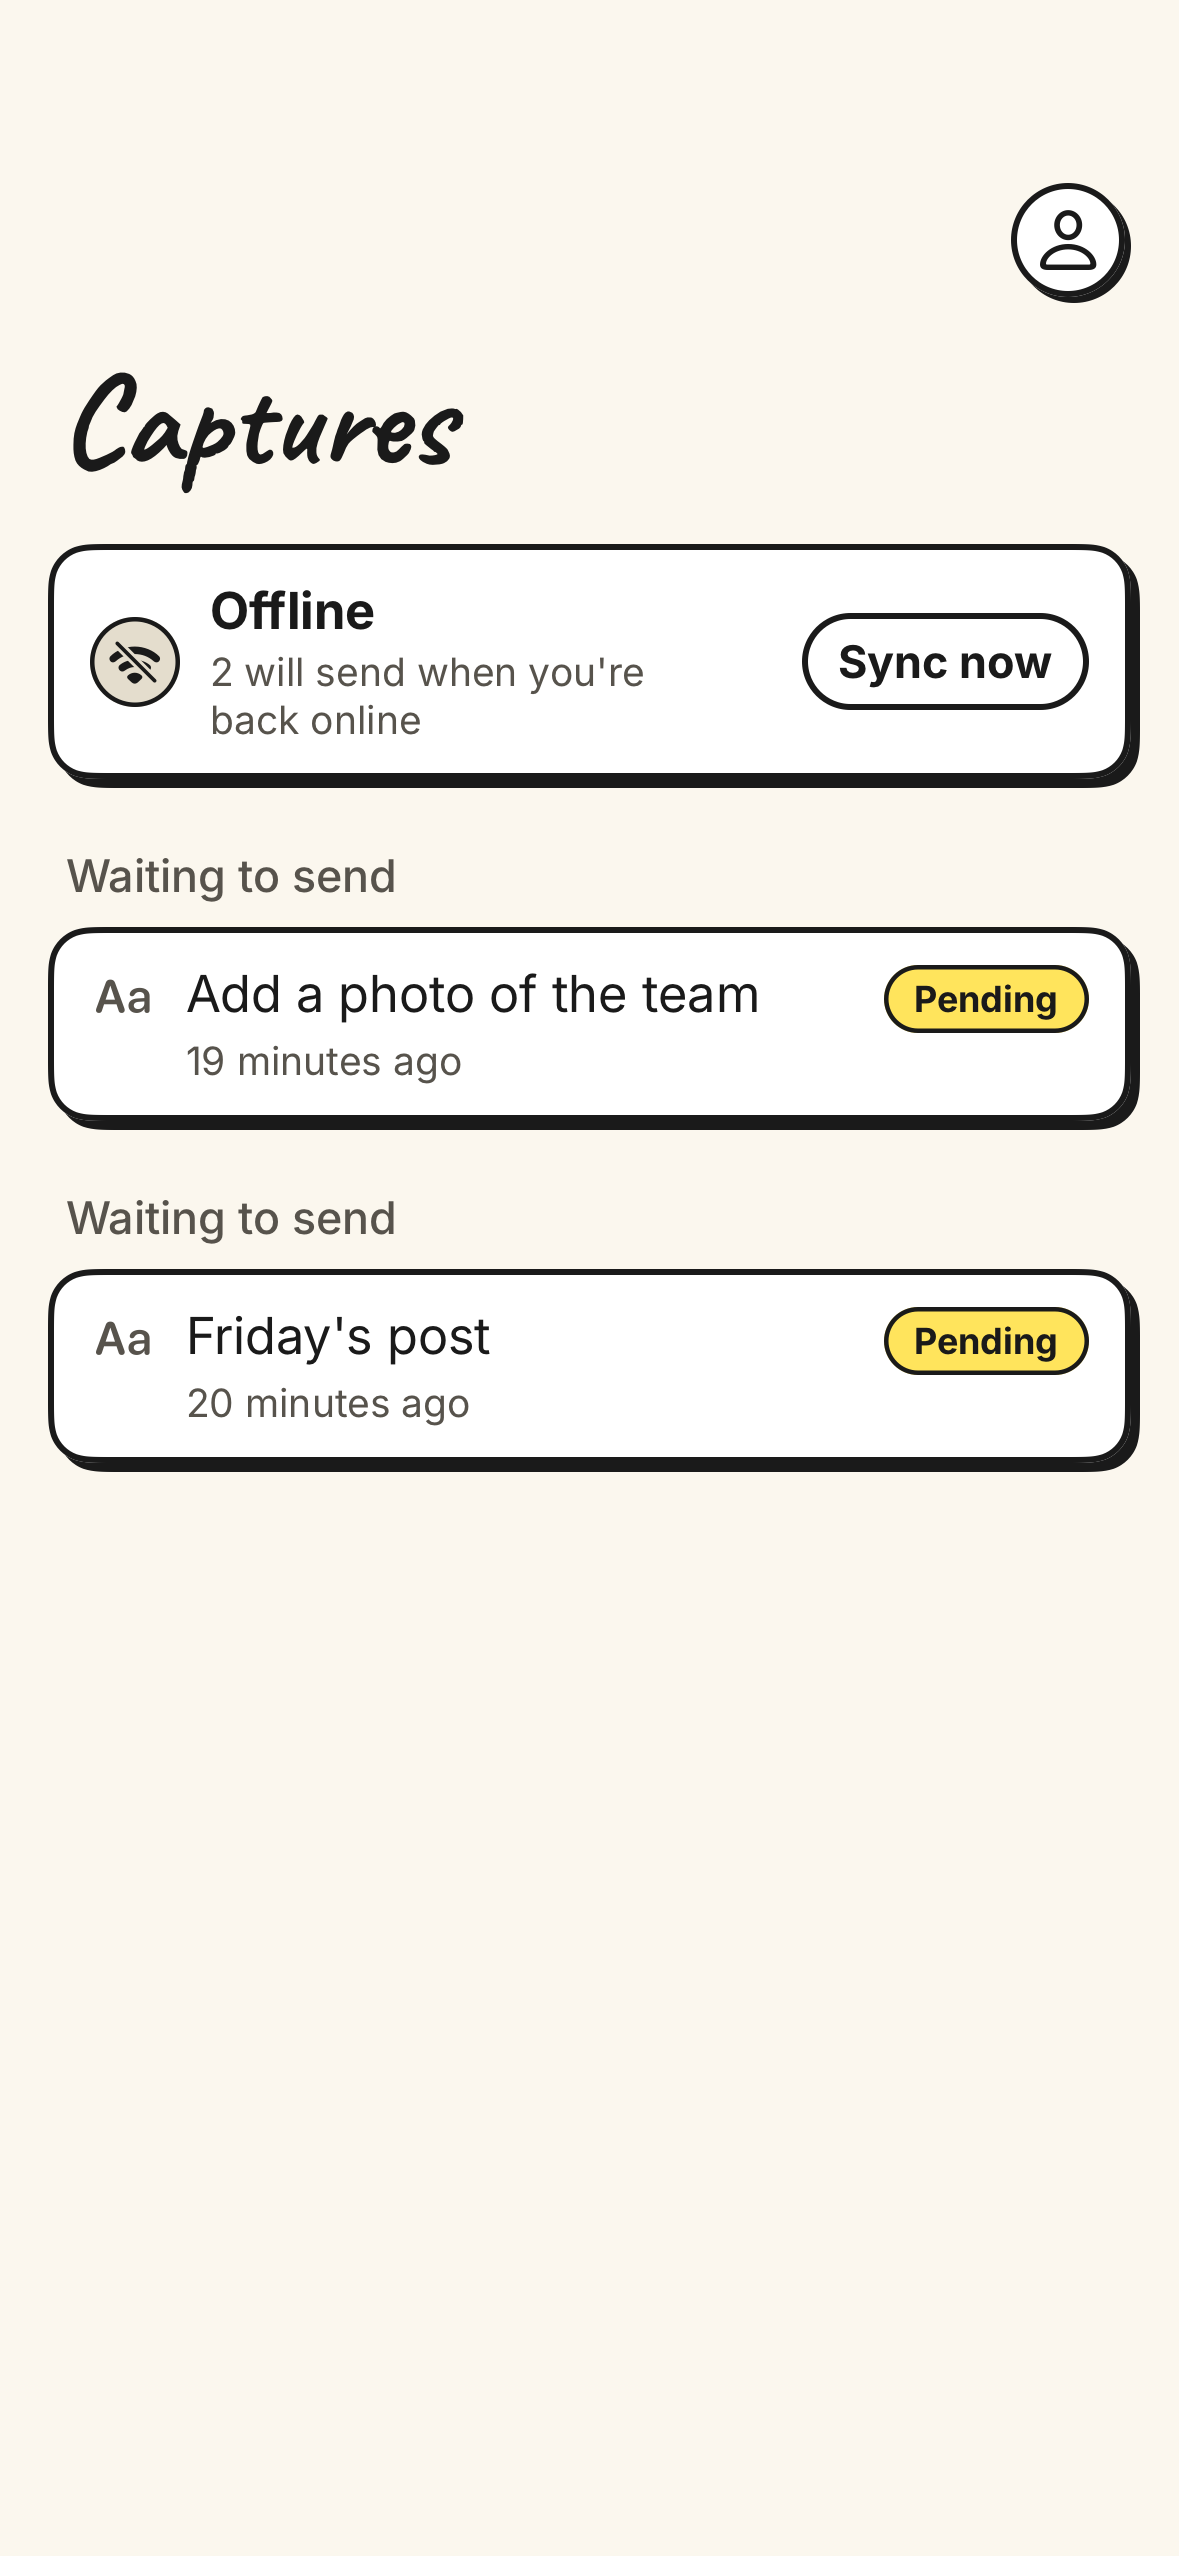 Captures
Offline
2 will send when you're
back online
Sync now
Waiting to send
Aa Add a photo of the team Pending
19 minutes ago
Waiting to send
Aa Friday's post Pending
20 minutes ago